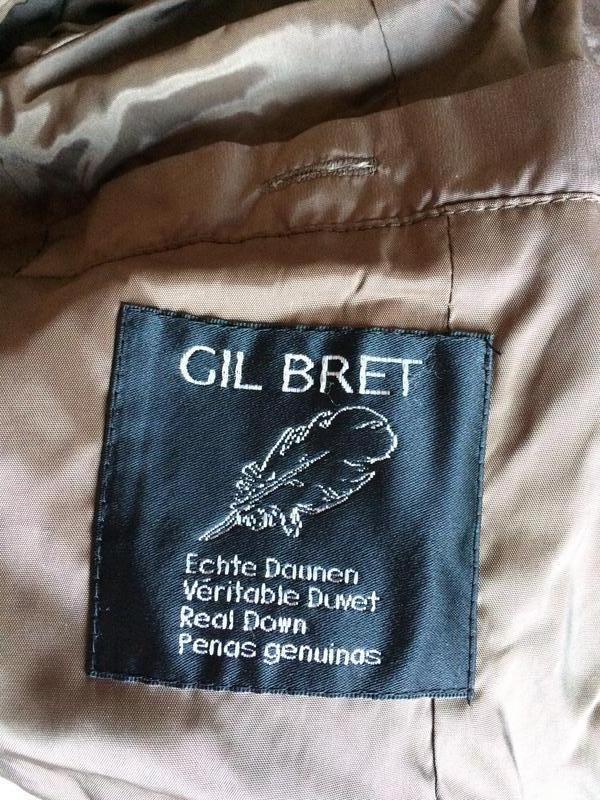 GIL BRET
Echte Daunen
Véritable Duvet
Real Down
Penas genuinas